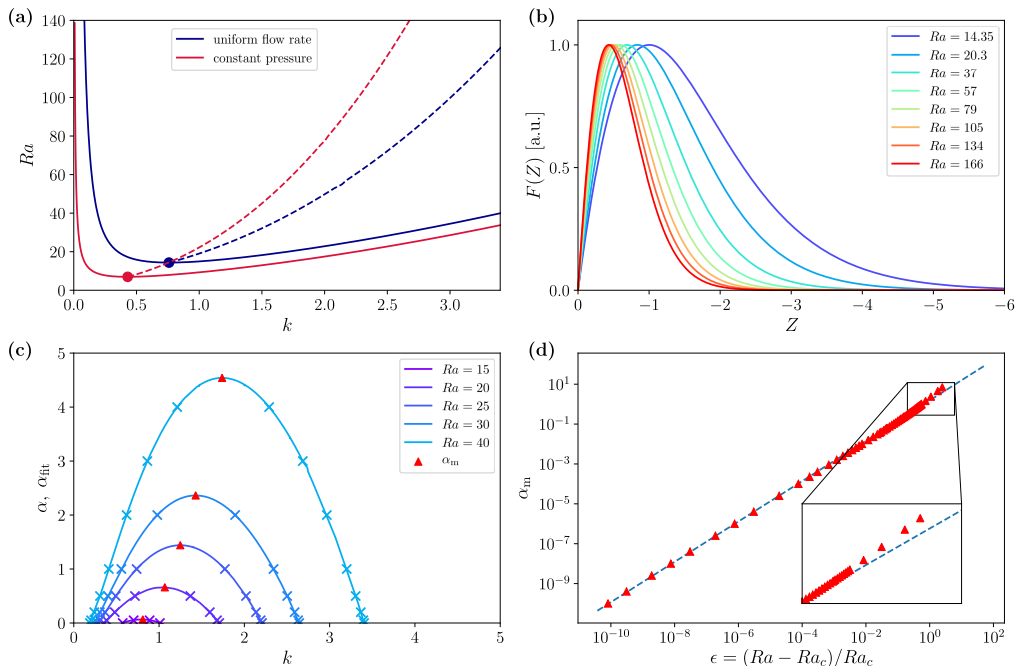 (a)
140
120
100
80
60
40
20
0
Ra
0.0 0.5 1.0 1.5 2.0 2.5 3.0
k
uniform flow rate
constant pressure
(b)
1.0
0.5
0.0
F(Z) [a.u.]
0 −1 −2 −3 −4 −5 −6
Z
Ra = 14.35
Ra = 20.3
Ra = 37
Ra = 57
Ra = 79
Ra = 105
Ra = 134
Ra = 166
(c)
5
4
3
2
1
0
α, α_fit
0 1 2 3 4 5
k
Ra = 15
Ra = 20
Ra = 25
Ra = 30
Ra = 40
α_m
(d)
10^1
10^−1
10^−3
10^−5
10^−7
10^−9
α_m
10^−10 10^−8 10^−6 10^−4 10^−2 10^0 10^2
ϵ = (Ra − Ra_c)/Ra_c